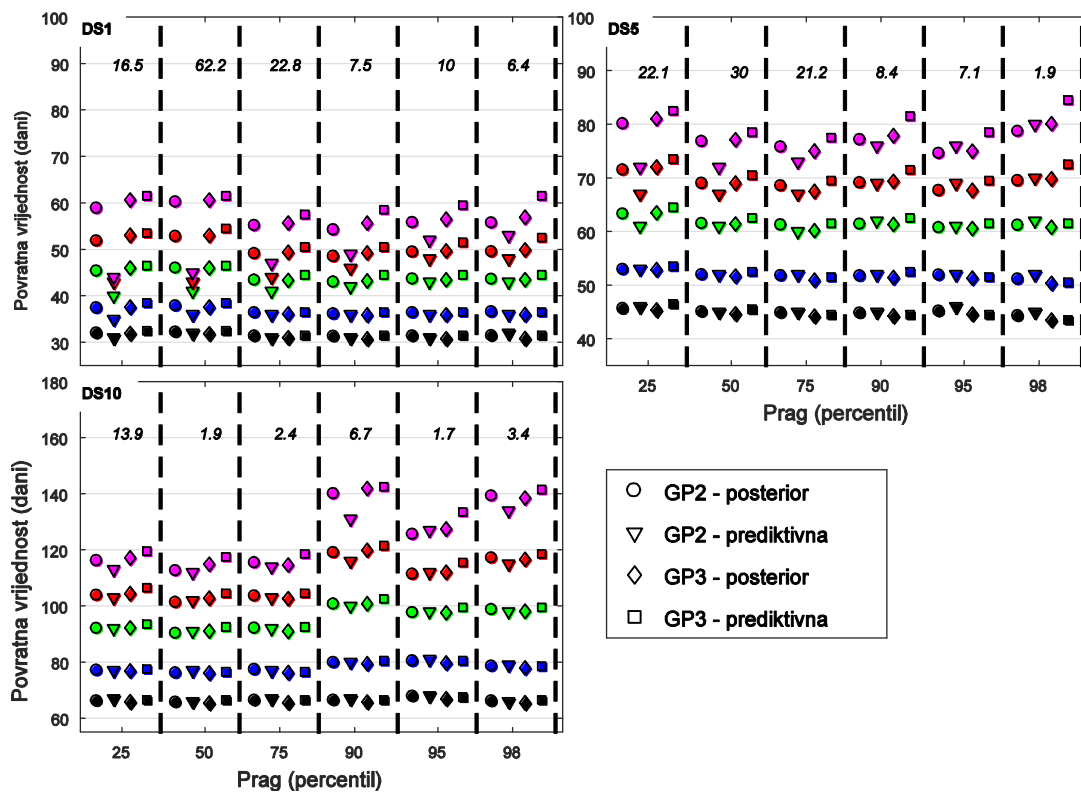 DS1
16.5 62.2 22.8 7.5 10 6.4
100
90
80
70
60
50
40
30
Povratna vrijednost (dani)
DS5
22.1 30 21.2 8.4 7.1 1.9
100
90
80
70
60
50
40
25 50 75 90 95 98
Prag (percentil)
DS10
13.9 1.9 2.4 6.7 1.7 3.4
180
160
140
120
100
80
60
Povratna vrijednost (dani)
25 50 75 90 95 98
Prag (percentil)
GP2 - posterior
GP2 - prediktivna
GP3 - posterior
GP3 - prediktivna